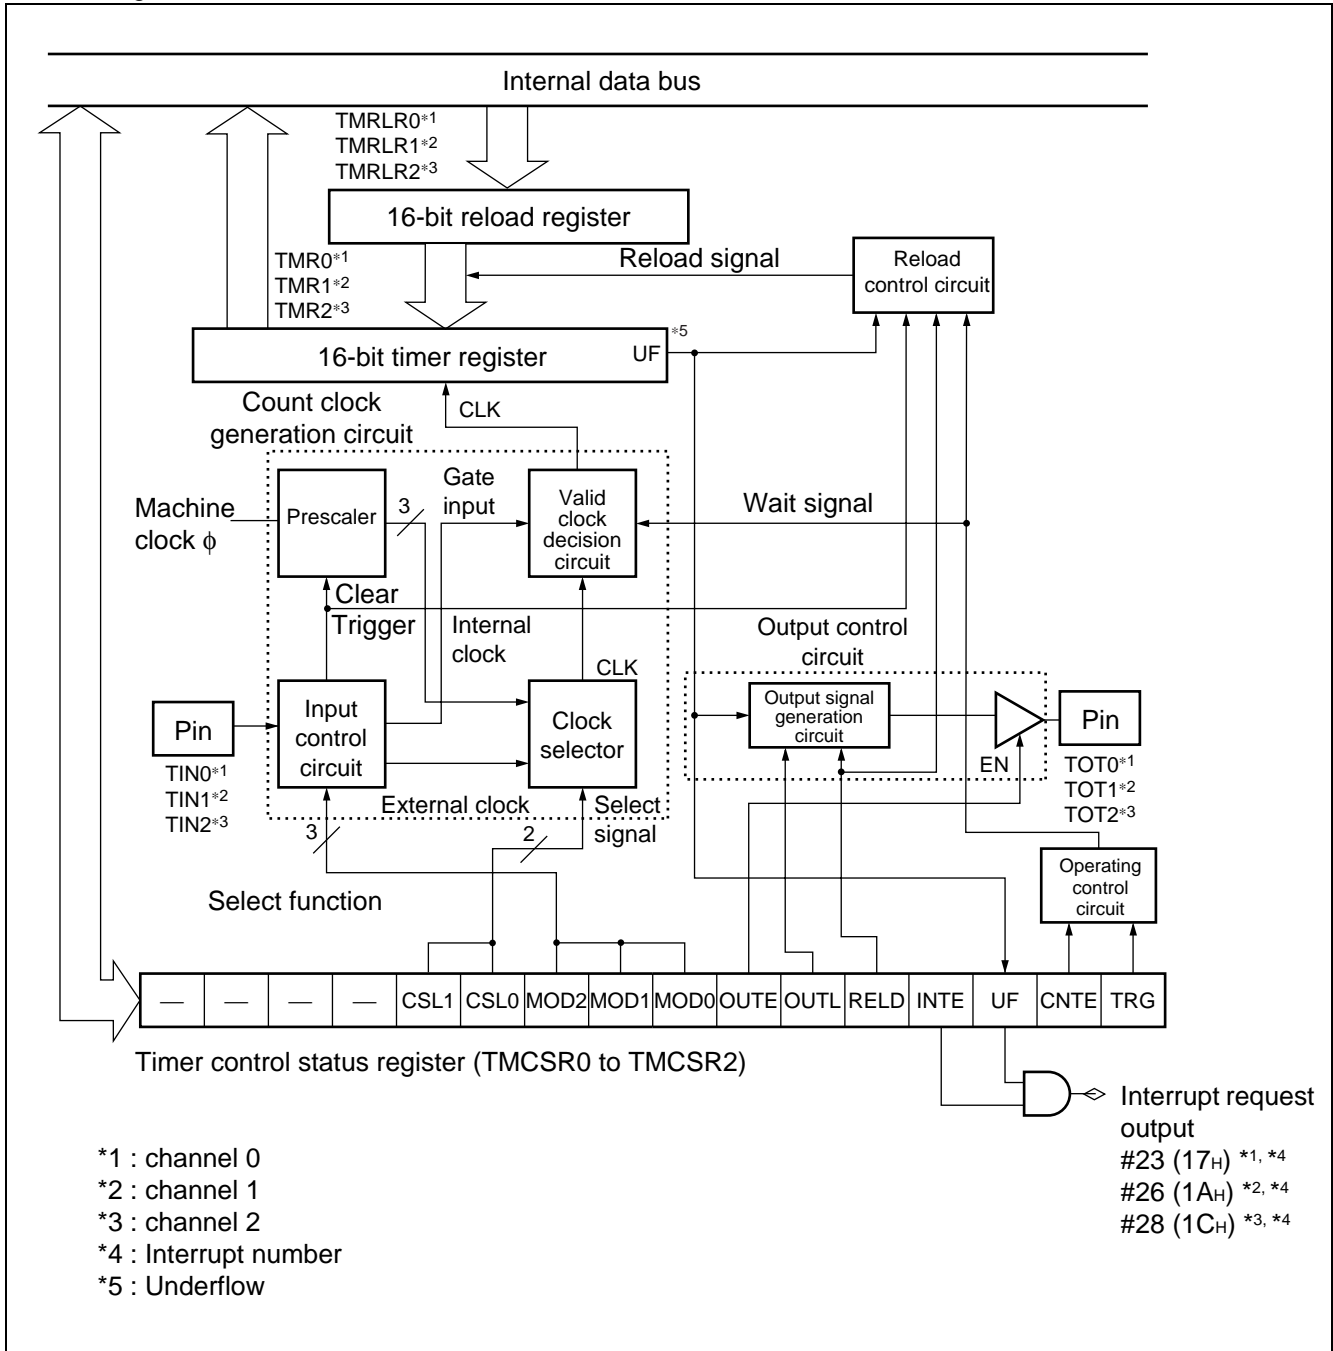 Internal data bus
TMRLR0*1
TMRLR1*2
TMRLR2*3
16-bit reload register
TMR0*1
TMR1*2
TMR2*3
Reload signal
Reload
control circuit
16-bit timer register
UF
*5
Count clock
generation circuit
CLK
Machine
clock φ
Prescaler
3
Gate
input
Valid
clock
decision
circuit
Wait signal
Clear
Trigger
Internal
clock
CLK
Output control
circuit
Pin
TIN0*1
TIN1*2
TIN2*3
Input
control
circuit
Clock
selector
Output signal
generation
circuit
EN
Pin
TOT0*1
TOT1*2
TOT2*3
External clock
Select
signal
3
2
Select function
Operating
control
circuit
— — — — CSL1 CSL0 MOD2 MOD1 MOD0 OUTE OUTL RELD INTE UF CNTE TRG
Timer control status register (TMCSR0 to TMCSR2)
Interrupt request
output
#23 (17H) *1, *4
#26 (1AH) *2, *4
#28 (1CH) *3, *4
*1 : channel 0
*2 : channel 1
*3 : channel 2
*4 : Interrupt number
*5 : Underflow